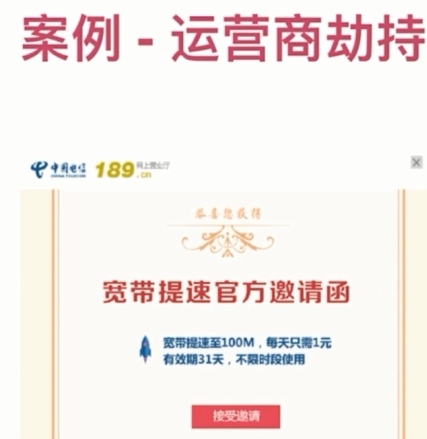 案例 - 运营商劫持
中国电信 189.cn 网上营业厅
CHINA TELECOM
恭喜您获得
宽带提速官方邀请函
宽带提速至100M，每天只需1元
有效期31天，不限时段使用
接受邀请